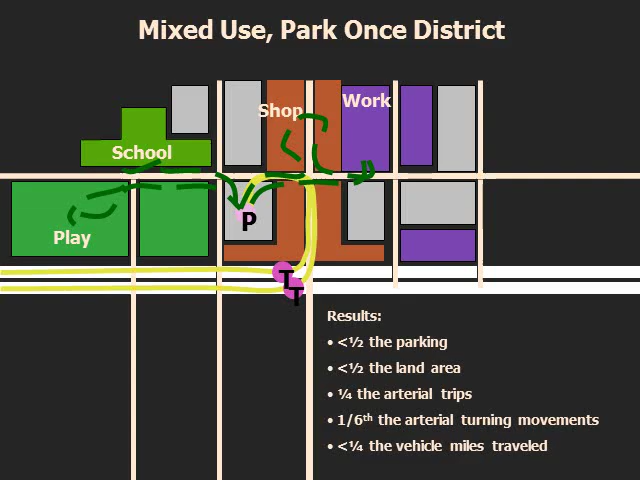 Mixed Use, Park Once District
Shop
Work
School
Play
P
T
T
Results:
• <½ the parking
• <½ the land area
• ¼ the arterial trips
• 1/6th the arterial turning movements
• <¼ the vehicle miles traveled